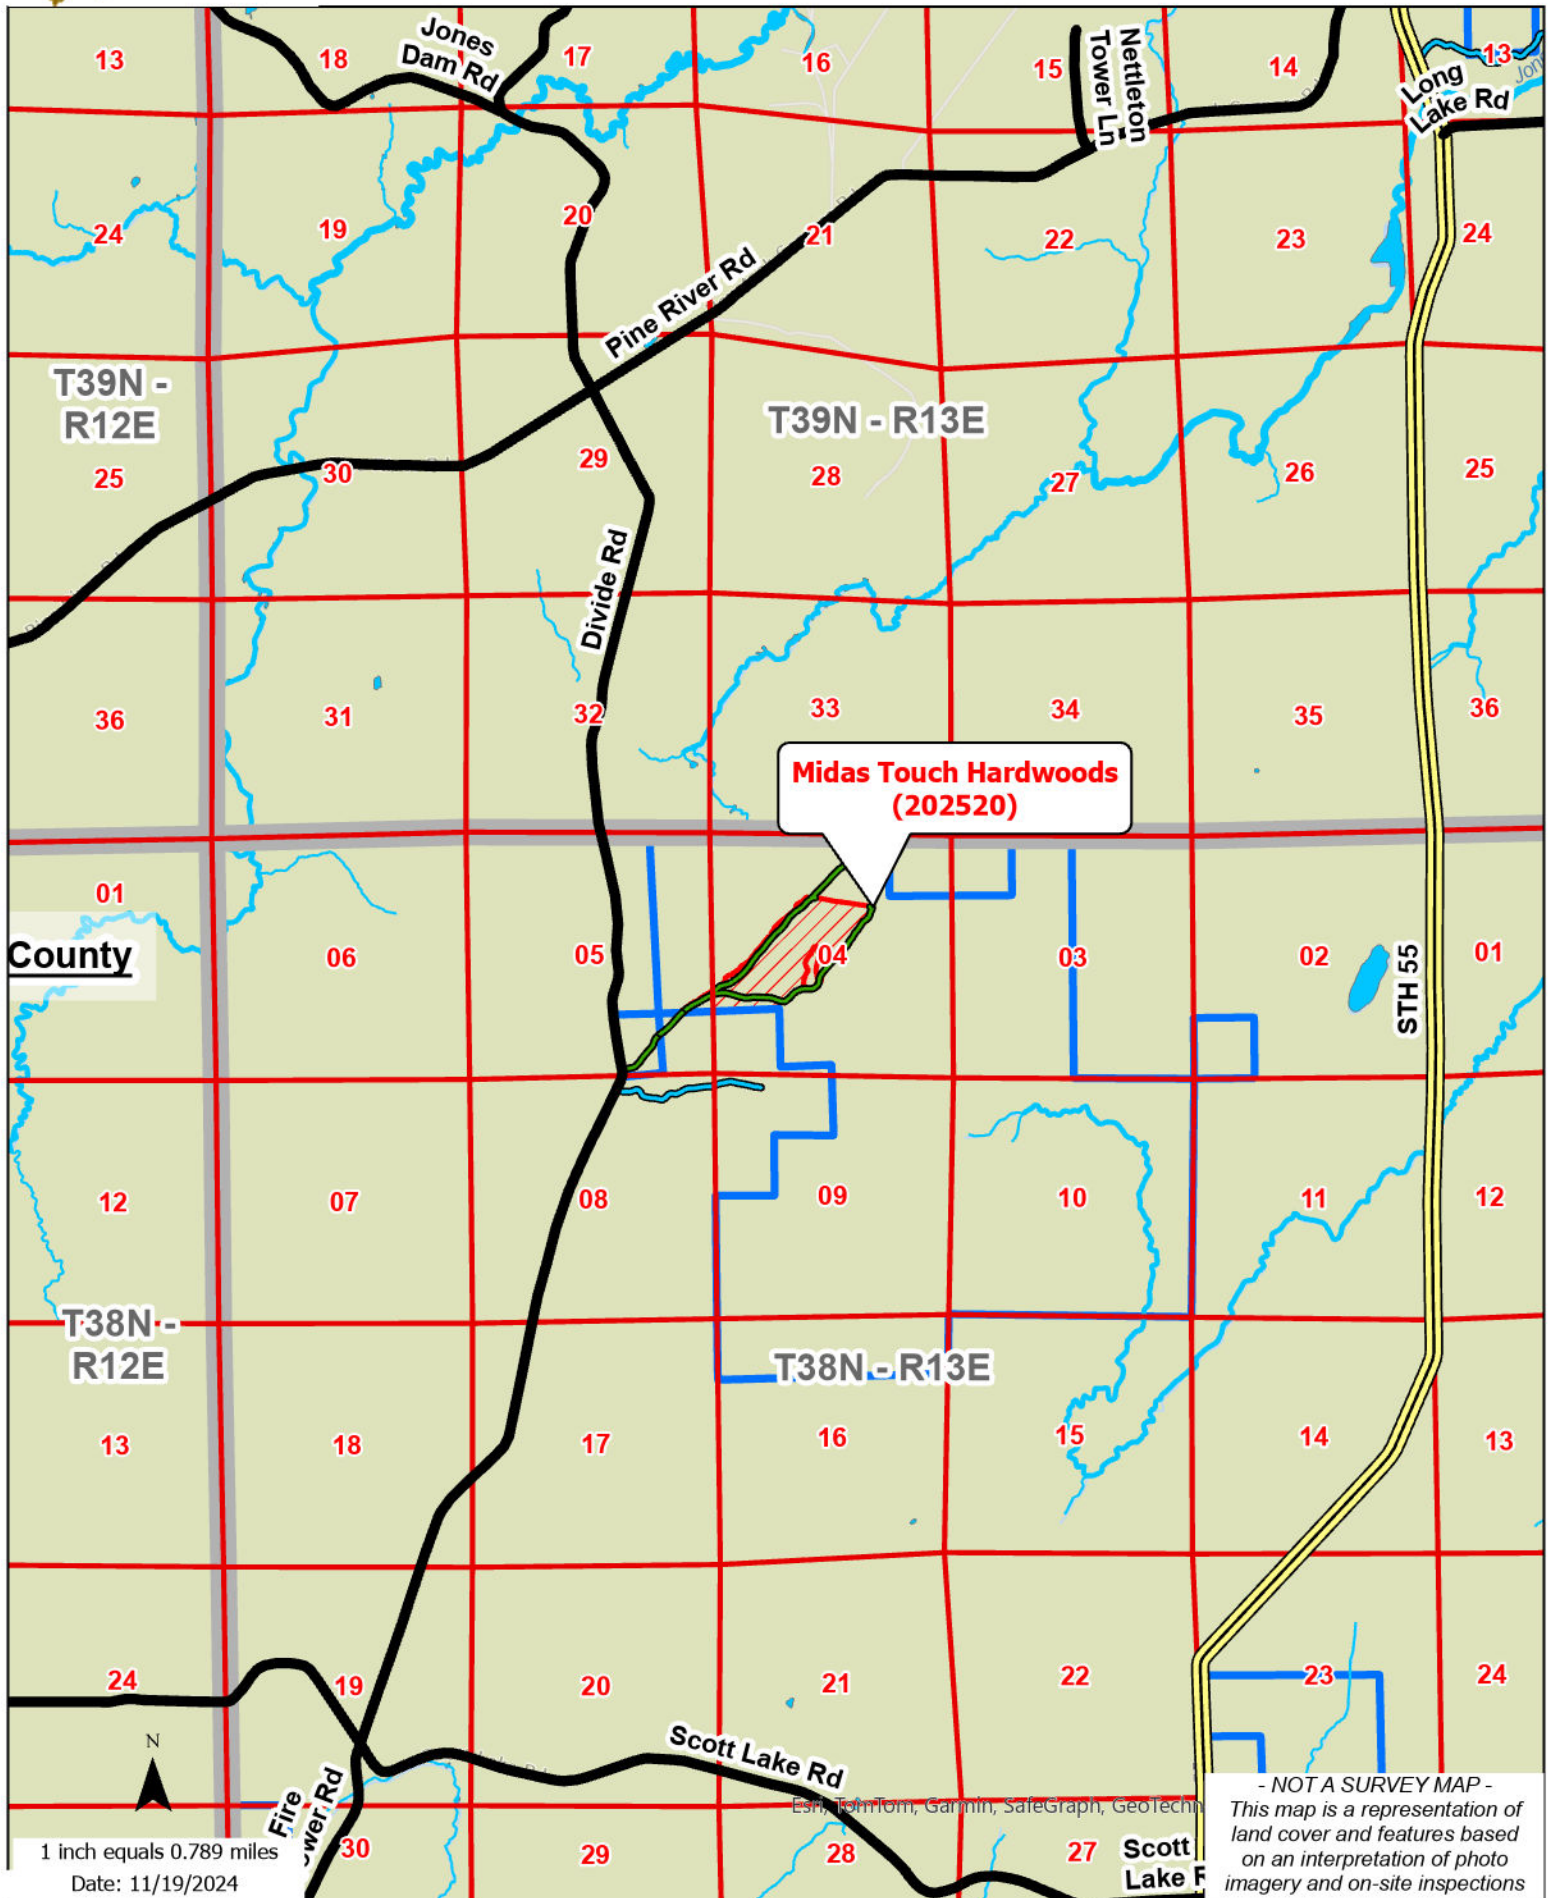 13
18
Jones
Dam Rd
17
16
15
Nettleton
Tower Ln
14
Long
Lake Rd
13
24
19
20
21
22
23
24
Pine River Rd
T39N -
R12E
T39N - R13E
25
30
29
28
27
26
25
Divide Rd
36
31
32
33
34
35
36
Midas Touch Hardwoods
(202520)
01
County
06
05
04
03
02
01
STH 55
12
07
08
09
10
11
12
T38N -
R12E
T38N - R13E
13
18
17
16
15
14
13
24
19
20
21
22
23
24
N
Scott Lake Rd
Fire
ower Rd
Esri, TomTom, Garmin, SafeGraph, GeoTechn
30
29
28
27
Scott
Lake R
1 inch equals 0.789 miles
Date: 11/19/2024
- NOT A SURVEY MAP -
This map is a representation of
land cover and features based
on an interpretation of photo
imagery and on-site inspections